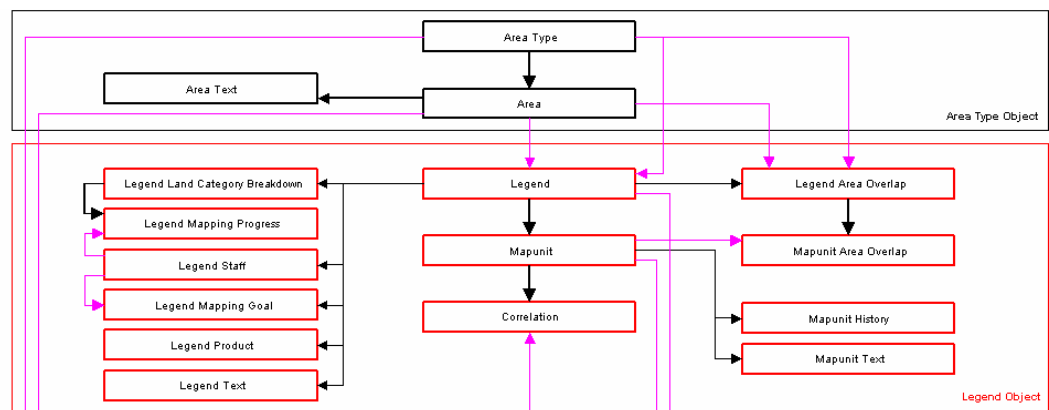 Area Type
Area Text
Area
Area Type Object
Legend Land Category Breakdown
Legend
Legend Area Overlap
Legend Mapping Progress
Mapunit
Mapunit Area Overlap
Legend Staff
Legend Mapping Goal
Correlation
Mapunit History
Legend Product
Mapunit Text
Legend Text
Legend Object